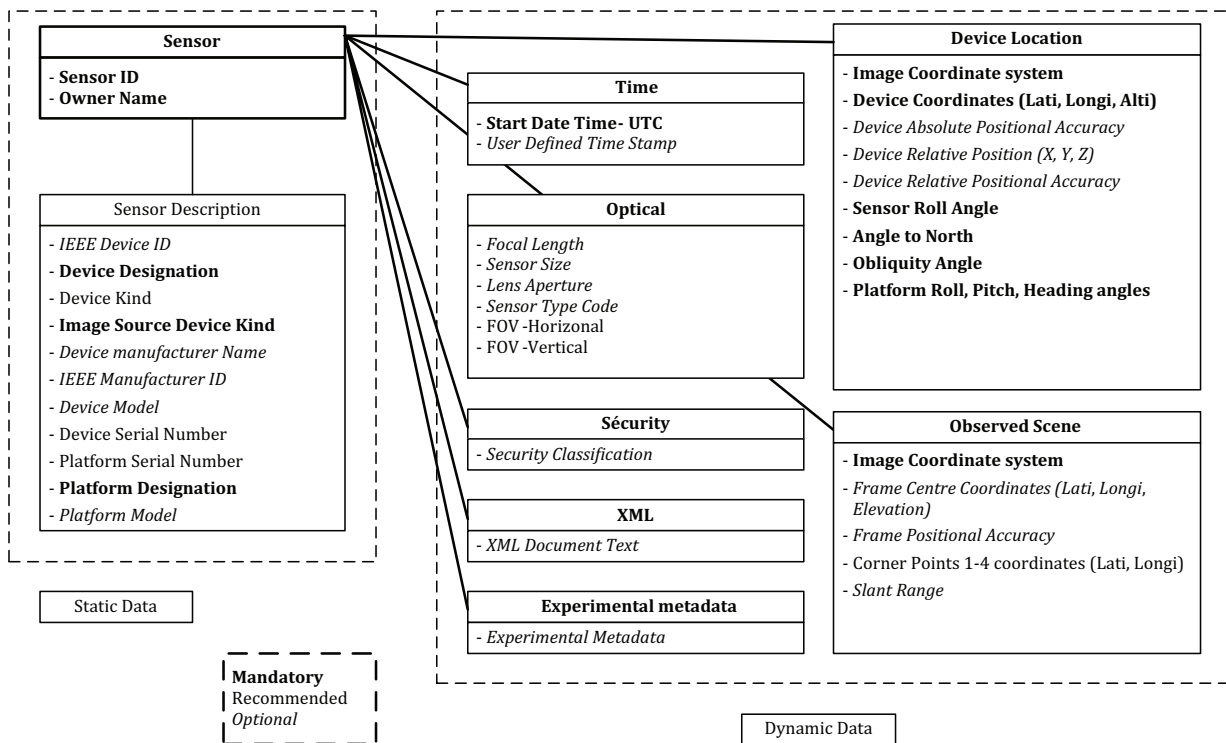 Sensor
- Sensor ID
- Owner Name
Sensor Description
- IEEE Device ID
- Device Designation
- Device Kind
- Image Source Device Kind
- Device manufacturer Name
- IEEE Manufacturer ID
- Device Model
- Device Serial Number
- Platform Serial Number
- Platform Designation
- Platform Model
Static Data
Mandatory
Recommended
Optional
Time
- Start Date Time- UTC
- User Defined Time Stamp
Optical
- Focal Length
- Sensor Size
- Lens Aperture
- Sensor Type Code
- FOV -Horizonal
- FOV -Vertical
Sécurity
- Security Classification
XML
- XML Document Text
Experimental metadata
- Experimental Metadata
Device Location
- Image Coordinate system
- Device Coordinates (Lati, Longi, Alti)
- Device Absolute Positional Accuracy
- Device Relative Position (X, Y, Z)
- Device Relative Positional Accuracy
- Sensor Roll Angle
- Angle to North
- Obliquity Angle
- Platform Roll, Pitch, Heading angles
Observed Scene
- Image Coordinate system
- Frame Centre Coordinates (Lati, Longi,
Elevation)
- Frame Positional Accuracy
- Corner Points 1-4 coordinates (Lati, Longi)
- Slant Range
Dynamic Data